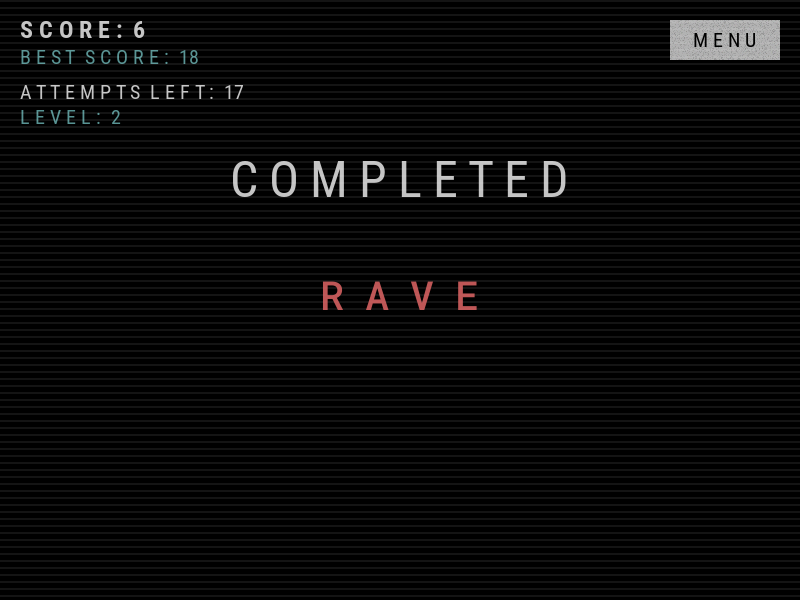 SCORE: 6
MENU
BEST SCORE: 18
ATTEMPTS LEFT: 17
LEVEL: 2
COMPLETED
RAVE